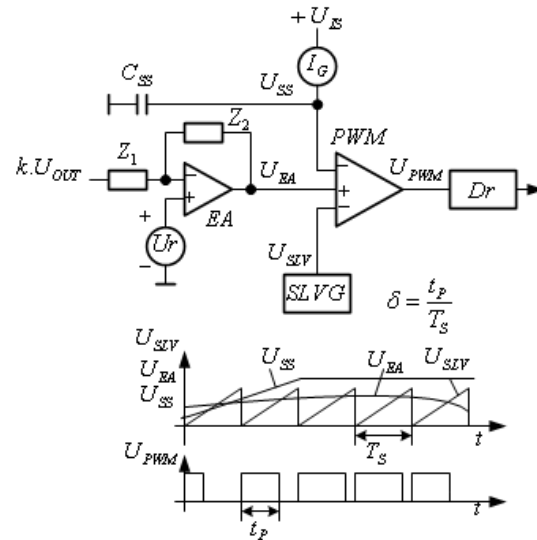 +U_IS
C_SS
U_SS
I_G
Z_2
PWM
Z_1
k.U_OUT
U_EA
U_PWM
Dr
−
+
−
+
−
EA
+
Ur
−
U_SLV
SLVG
δ = t_P / T_S
U_SLV
U_EA
U_SS
U_SS
U_EA
U_SLV
T_S
t
U_PWM
t_P
t